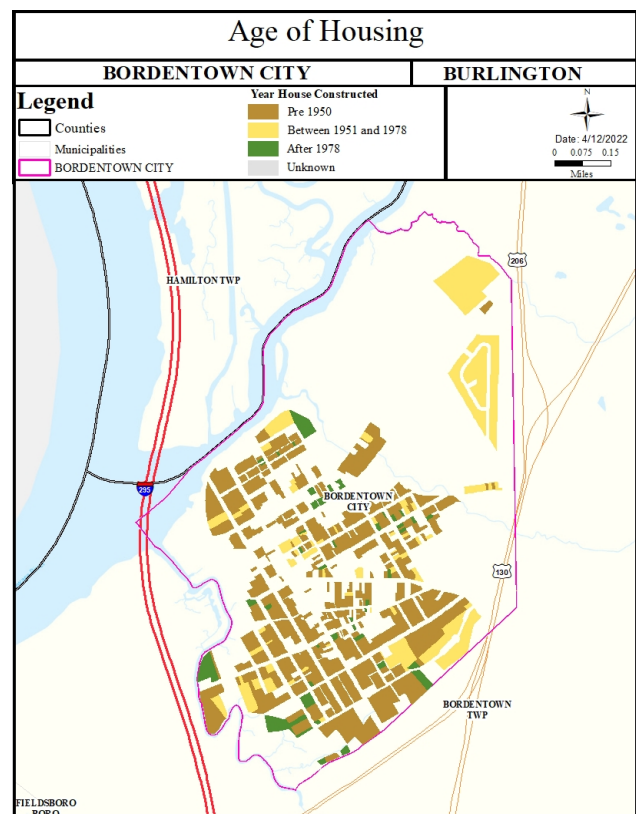 Age of Housing
BORDENTOWN CITY
BURLINGTON
Legend
Counties
Municipalities
BORDENTOWN CITY
Year House Constructed
Pre 1950
Between 1951 and 1978
After 1978
Unknown
N
Date: 4/12/2022
0 0.075 0.15
Miles
HAMILTON TWP
206
295
BORDENTOWN
CITY
130
BORDENTOWN
TWP
FIELDSBORO
BORO